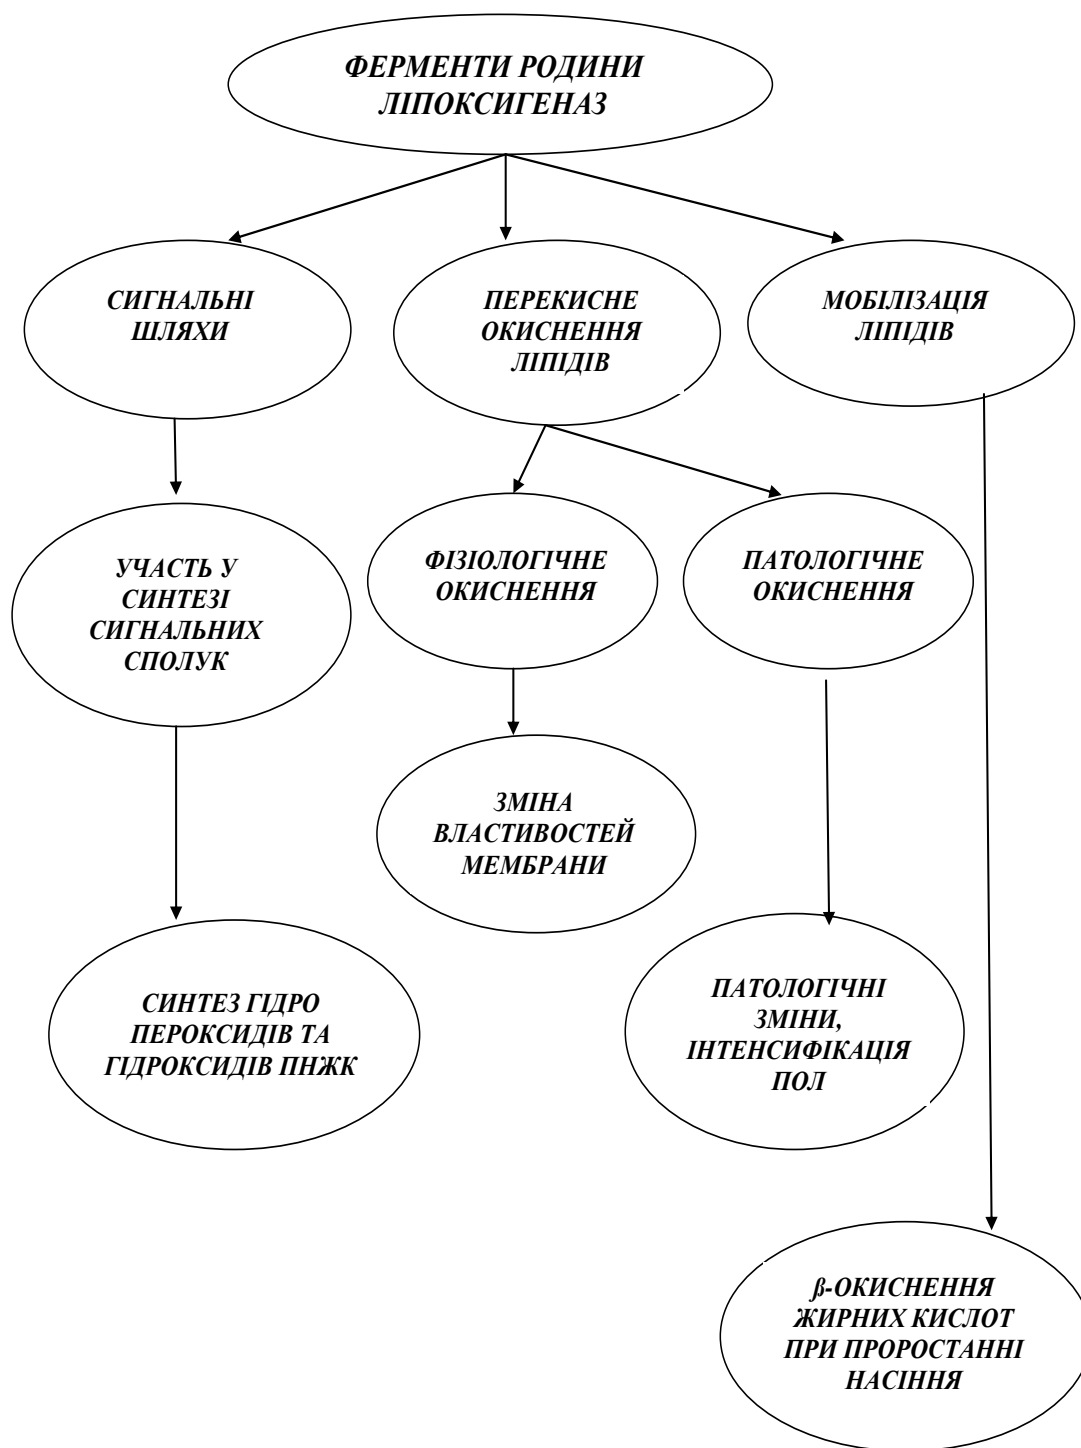 ФЕРМЕНТИ РОДИНИ
ЛІПОКСИГЕНАЗ
СИГНАЛЬНІ
ШЛЯХИ
ПЕРЕКИСНЕ
ОКИСНЕННЯ
ЛІПІДІВ
МОБІЛІЗАЦІЯ
ЛІПІДІВ
УЧАСТЬ У
СИНТЕЗІ
СИГНАЛЬНИХ
СПОЛУК
ФІЗІОЛОГІЧНЕ
ОКИСНЕННЯ
ПАТОЛОГІЧНЕ
ОКИСНЕННЯ
ЗМІНА
ВЛАСТИВОСТЕЙ
МЕМБРАНИ
СИНТЕЗ ГІДРО
ПЕРОКСИДІВ ТА
ГІДРОКСИДІВ ПНЖК
ПАТОЛОГІЧНІ
ЗМІНИ,
ІНТЕНСИФІКАЦІЯ
ПОЛ
β-ОКИСНЕННЯ
ЖИРНИХ КИСЛОТ
ПРИ ПРОРОСТАННІ
НАСІННЯ